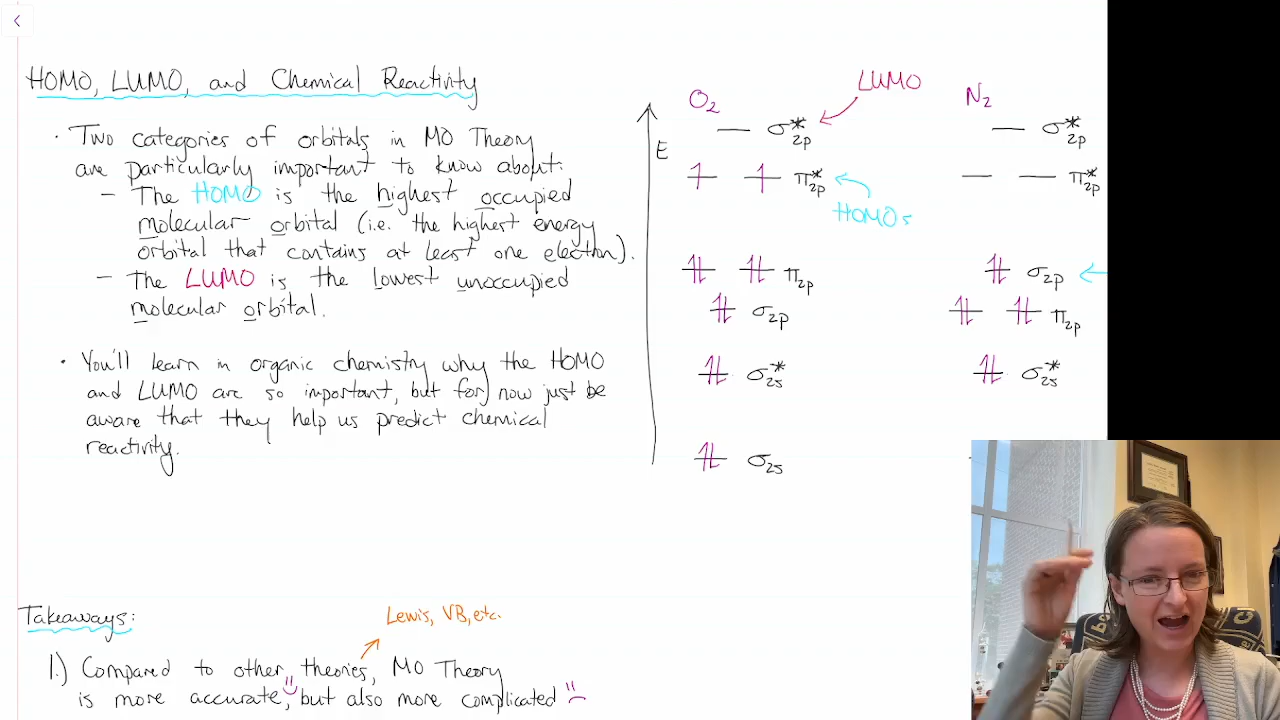 HOMO, LUMO, and Chemical Reactivity
· Two categories of orbitals in MO Theory
are particularly important to know about:
– The HOMO is the highest occupied
molecular orbital (i.e. the highest energy
orbital that contains at least one electron).
– The LUMO is the lowest unoccupied
molecular orbital.
· You'll learn in organic chemistry why the HOMO
and LUMO are so important, but for now just be
aware that they help us predict chemical
reactivity.
E
O₂
LUMO
σ*₂p
π*₂p
HOMOs
π₂p
σ₂p
σ*₂s
σ₂s
N₂
σ*₂p
π*₂p
σ₂p
π₂p
σ*₂s
Takeaways:
Lewis, VB, etc.
1.) Compared to other theories, MO Theory
is more accurate, but also more complicated